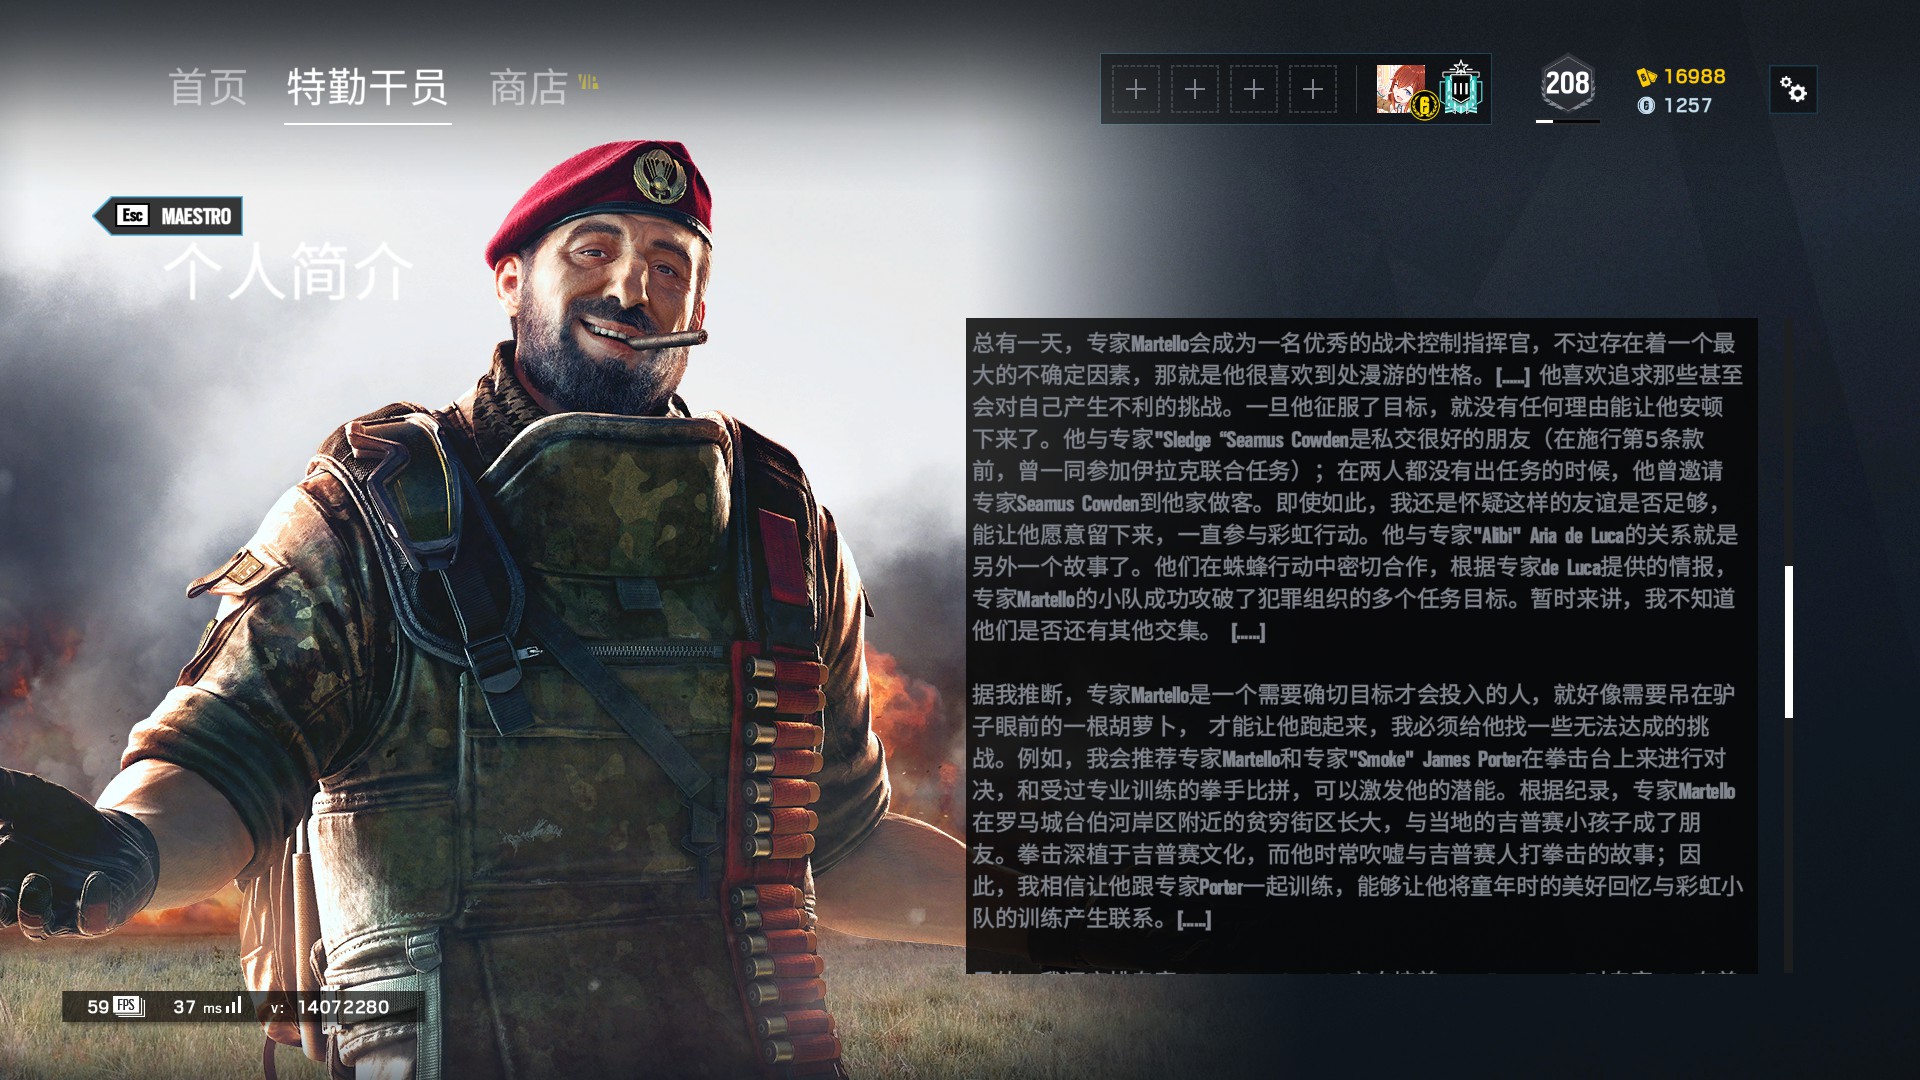 首页 特勤干员 商店
208
16988
1257
Esc MAESTRO
个人简介
总有一天，专家Martello会成为一名优秀的战术控制指挥官，不过存在着一个最
大的不确定因素，那就是他很喜欢到处漫游的性格。[......] 他喜欢追求那些甚至
会对自己产生不利的挑战。一旦他征服了目标，就没有任何理由能让他安顿
下来了。他与专家"Sledge “Seamus Cowden是私交很好的朋友（在施行第5条款
前，曾一同参加伊拉克联合任务）；在两人都没有出任务的时候，他曾邀请
专家Seamus Cowden到他家做客。即使如此，我还是怀疑这样的友谊是否足够，
能让他愿意留下来，一直参与彩虹行动。他与专家"Alibi" Aria de Luca的关系就是
另外一个故事了。他们在蛛蜂行动中密切合作，根据专家de Luca提供的情报，
专家Martello的小队成功攻破了犯罪组织的多个任务目标。暂时来讲，我不知道
他们是否还有其他交集。 [......]
据我推断，专家Martello是一个需要确切目标才会投入的人，就好像需要吊在驴
子眼前的一根胡萝卜， 才能让他跑起来，我必须给他找一些无法达成的挑
战。例如，我会推荐专家Martello和专家"Smoke" James Porter在拳击台上来进行对
决，和受过专业训练的拳手比拼，可以激发他的潜能。根据纪录，专家Martello
在罗马城台伯河岸区附近的贫穷街区长大，与当地的吉普赛小孩子成了朋
友。拳击深植于吉普赛文化，而他时常吹嘘与吉普赛人打拳击的故事；因
此，我相信让他跟专家Porter一起训练，能够让他将童年时的美好回忆与彩虹小
队的训练产生联系。[......]
59 FPS 37 ms v: 14072280